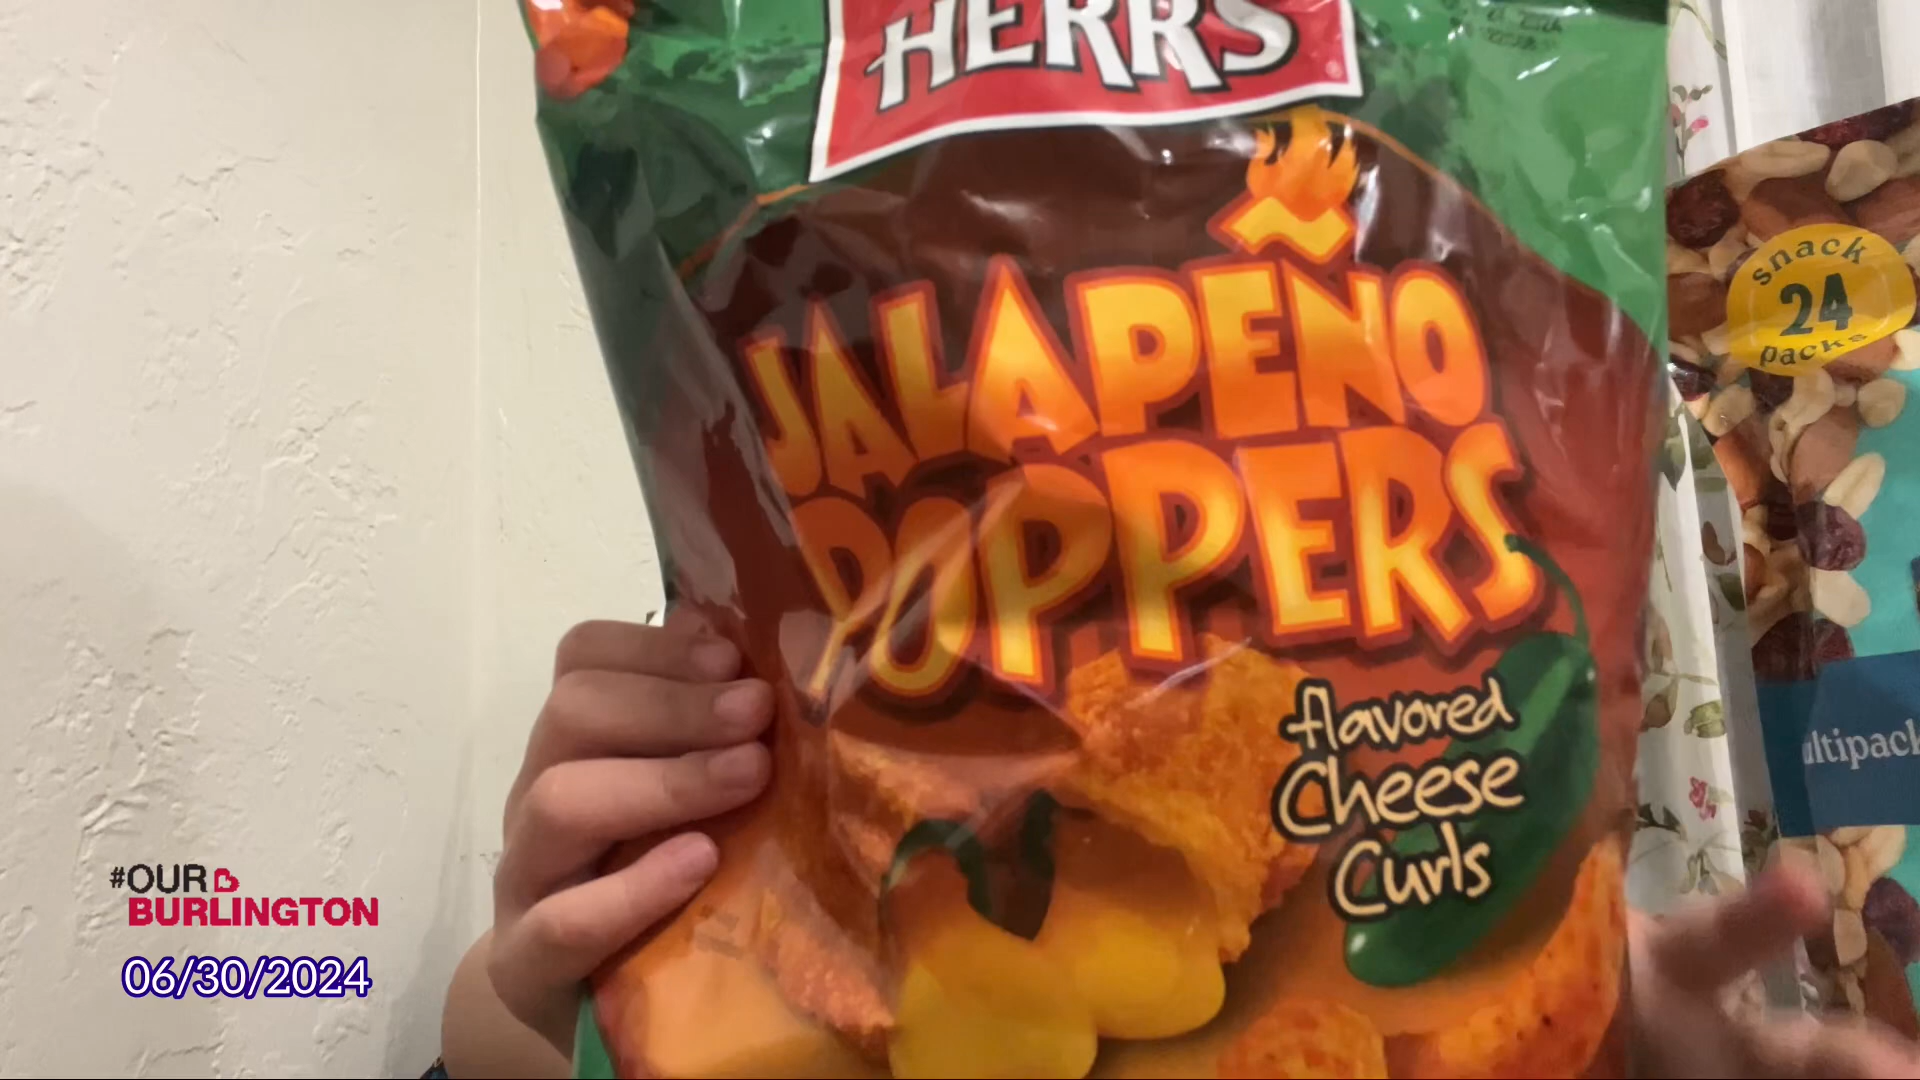 HERR'S
®
JALAPEÑO
POPPERS
flavored
Cheese
Curls
snack
24
packs
ultipack
#OUR
BURLINGTON
06/30/2024